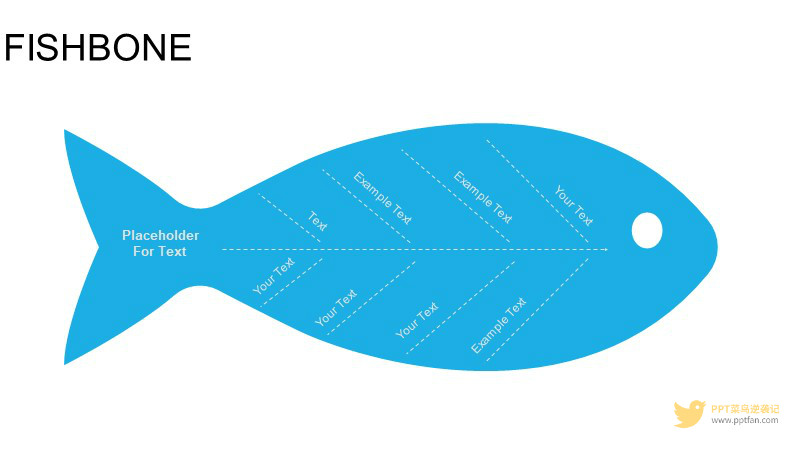 FISHBONE
Text
Example Text
Example Text
Your Text
Placeholder
For Text
Your Text
Your Text
Your Text
Example Text
PPT菜鸟逆袭记
www.pptfan.com